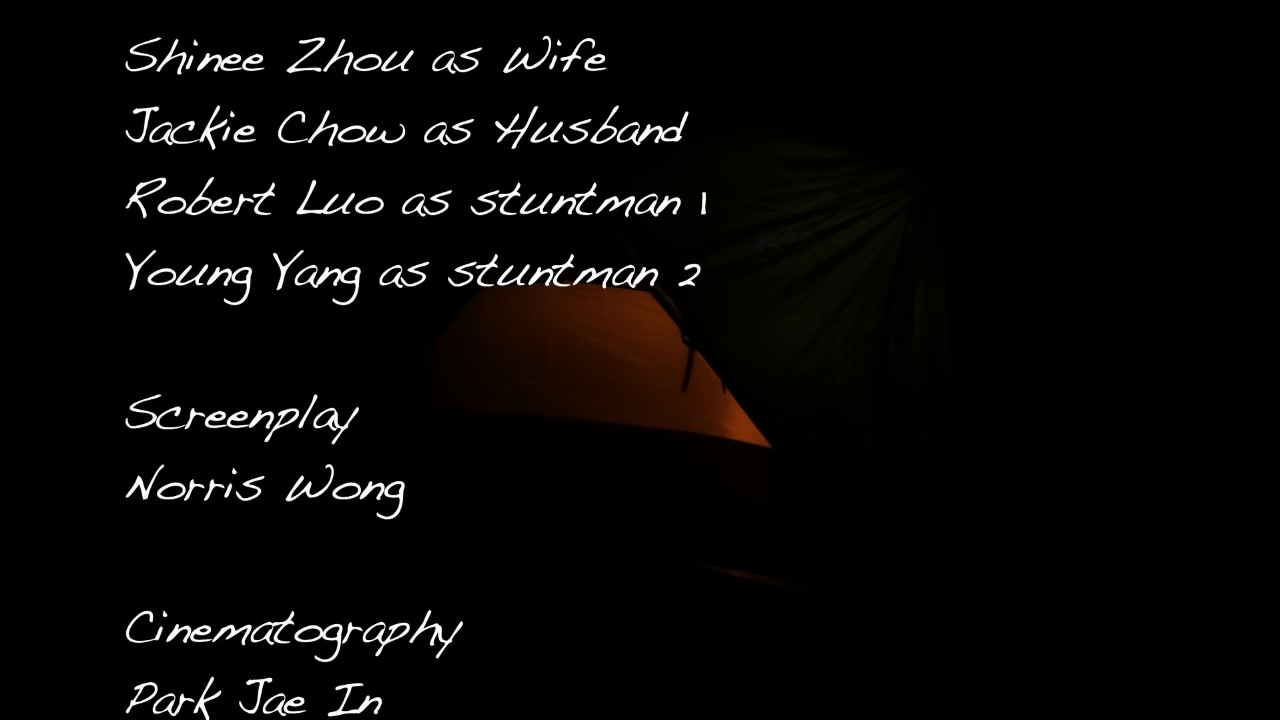 Shinee Zhou as Wife
Jackie Chow as Husband
Robert Luo as stuntman 1
Young Yang as stuntman 2
Screenplay
Norris Wong
Cinematography
Park Jae In